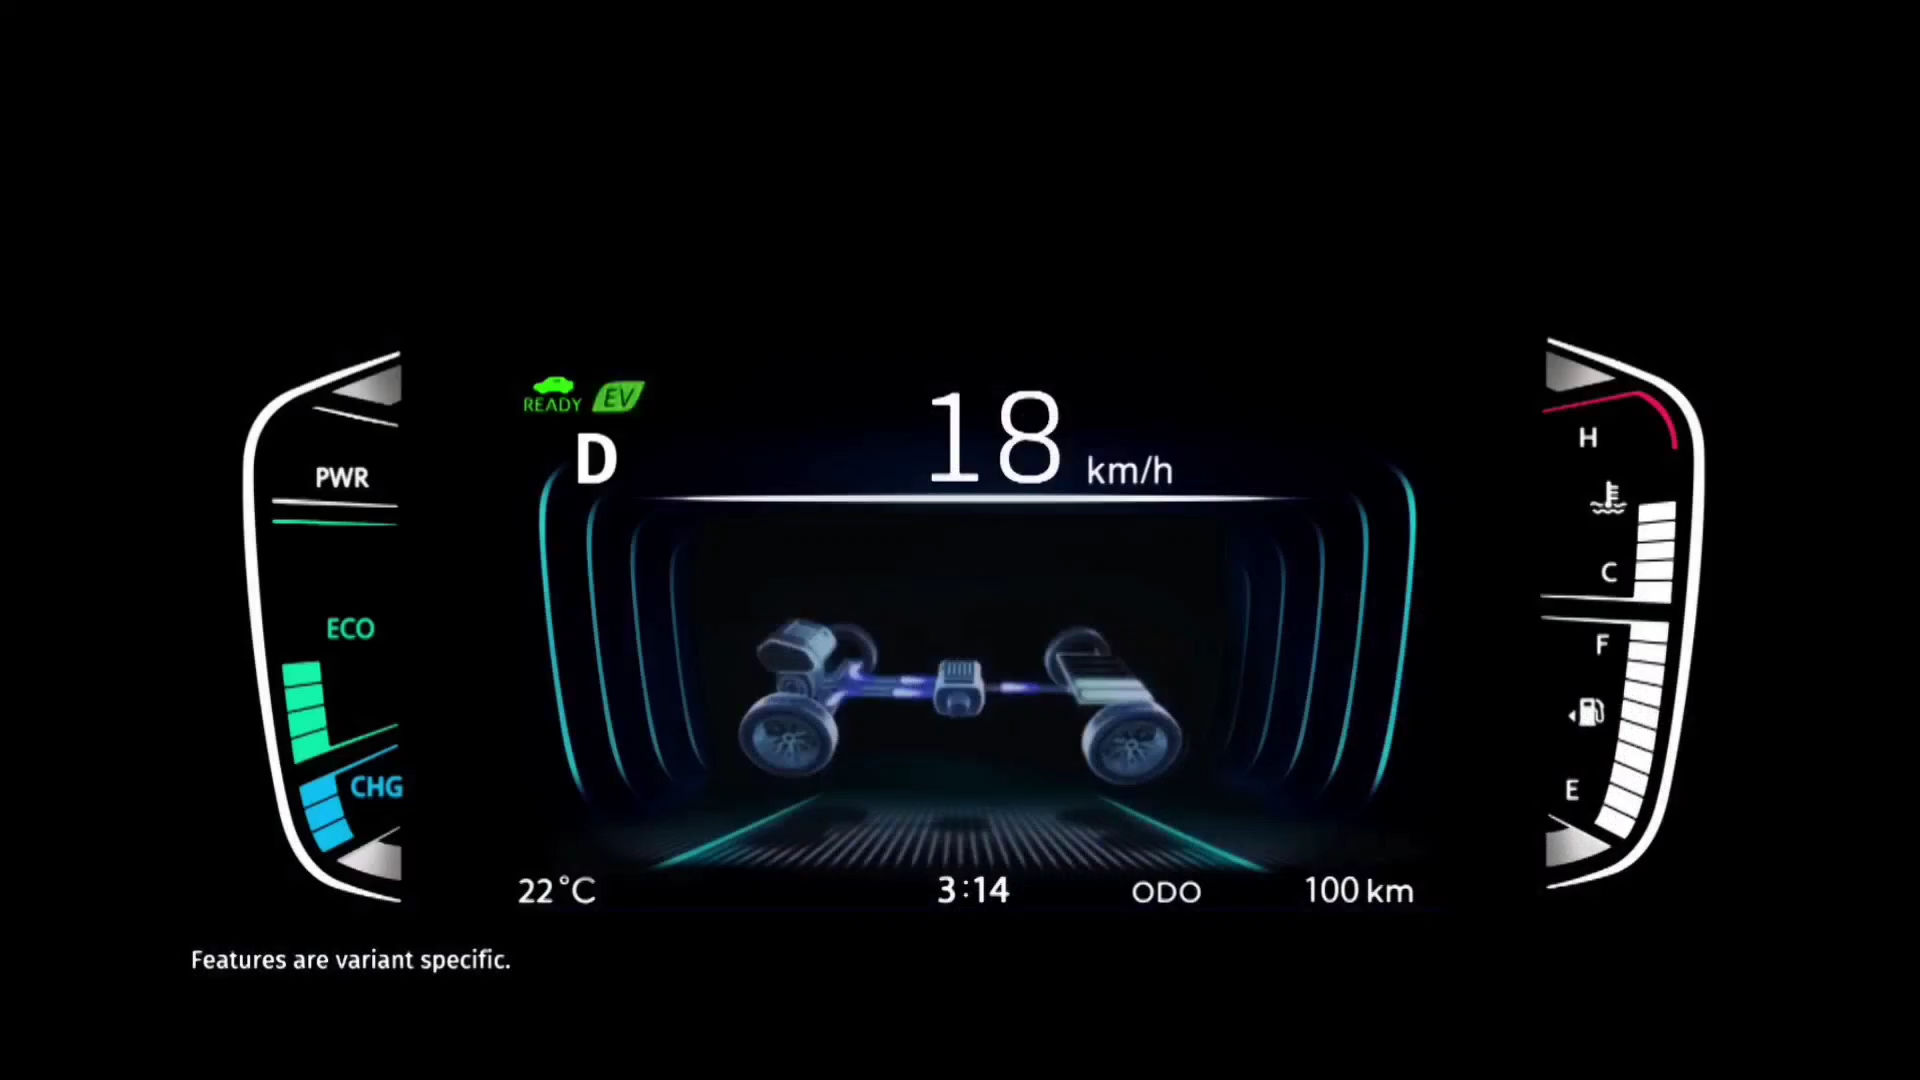 READY EV
D
18 km/h
PWR
ECO
CHG
H
C
F
E
22°C
3:14
ODO
100 km
Features are variant specific.